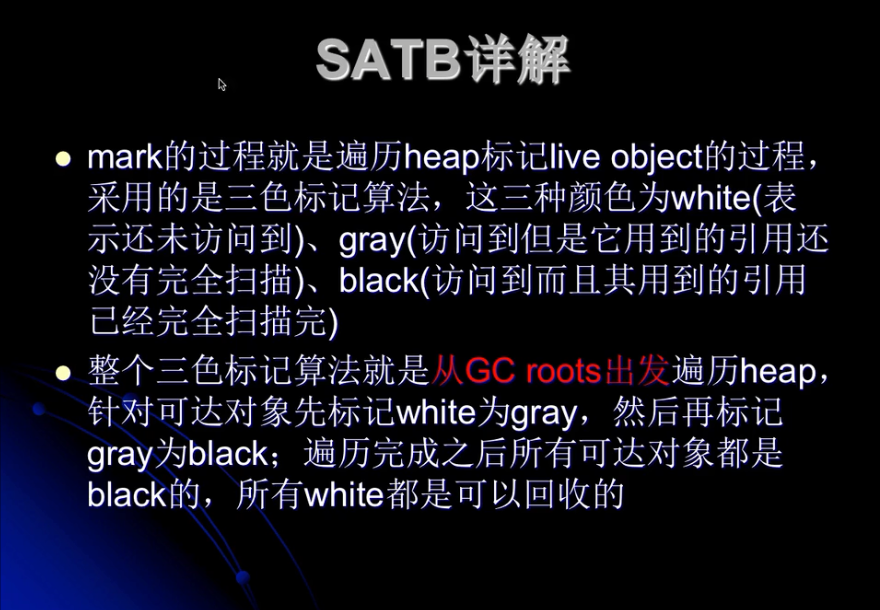 SATB详解
mark的过程就是遍历heap标记live object的过程，
采用的是三色标记算法，这三种颜色为white(表
示还未访问到)、gray(访问到但是它用到的引用还
没有完全扫描)、black(访问到而且其用到的引用
已经完全扫描完)
整个三色标记算法就是从GC roots出发遍历heap，
针对可达对象先标记white为gray，然后再标记
gray为black；遍历完成之后所有可达对象都是
black的，所有white都是可以回收的